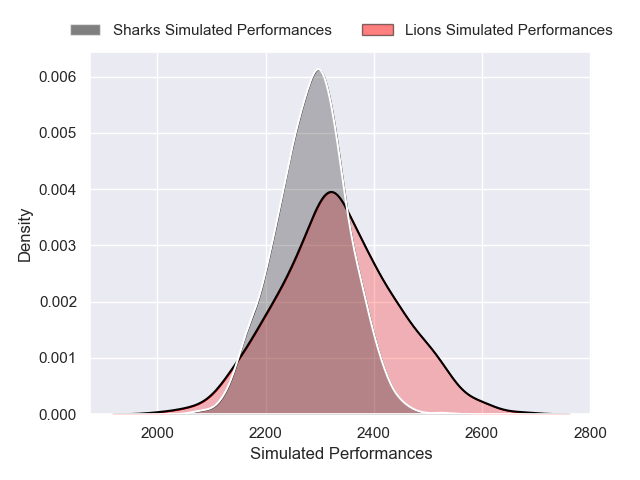 Sharks Simulated Performances Lions Simulated Performances
0.006
0.005
0.004
0.003
0.002
0.001
0.000
Density
2000 2200 2400 2600 2800
Simulated Performances